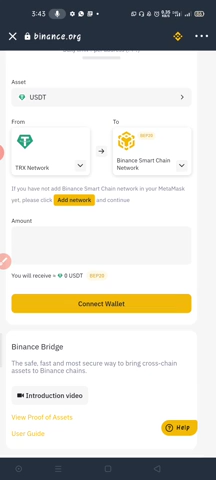 3:43
binance.org
Asset
USDT
From
To
BEP20
TRX Network
Binance Smart Chain
Network
If you have not add Binance Smart Chain network in your MetaMask
yet, please click Add network and continue
Amount
You will receive ≈ 0 USDT BEP20
Connect Wallet
Binance Bridge
The safe, fast and most secure way to bring cross-chain
assets to Binance chains.
Introduction video
View Proof of Assets
User Guide
Help